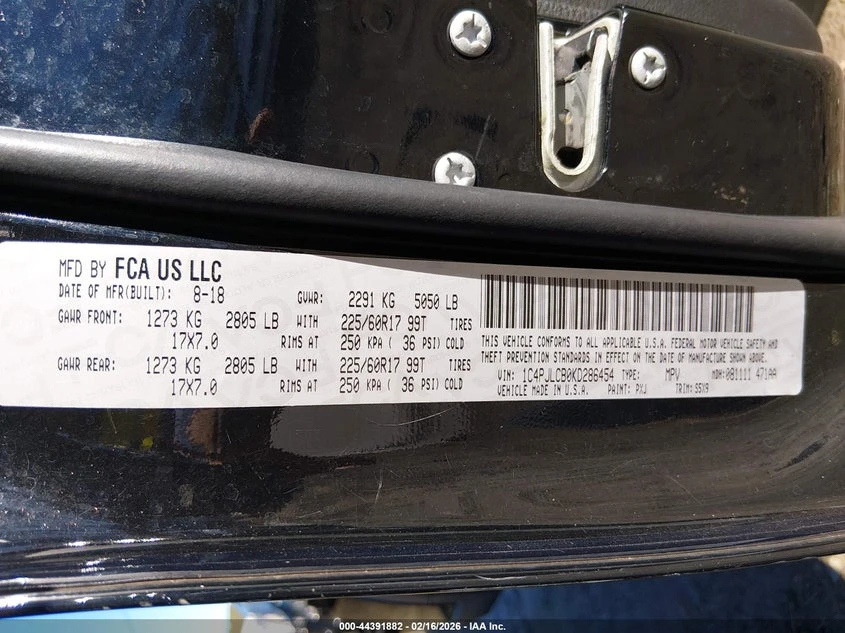 MFD BY FCA US LLC
DATE OF MFR(BUILT): 8-18 GVWR: 2291 KG 5050 LB
GAWR FRONT: 1273 KG 2805 LB WITH 225/60R17 99T TIRES
17X7.0 RIMS AT 250 KPA ( 36 PSI) COLD
GAWR REAR: 1273 KG 2805 LB WITH 225/60R17 99T TIRES
17X7.0 RIMS AT 250 KPA ( 36 PSI) COLD
THIS VEHICLE CONFORMS TO ALL APPLICABLE U.S.A. FEDERAL MOTOR VEHICLE SAFETY AND
THEFT PREVENTION STANDARDS IN EFFECT ON THE DATE OF MANUFACTURE SHOWN ABOVE.
VIN: 1C4PJLCB0KD286454 TYPE: MPV MDH: 081111 471AA
VEHICLE MADE IN U.S.A. PAINT: PXJ TRIM: S5X9
000-44391882 - 02/16/2026 - IAA Inc.